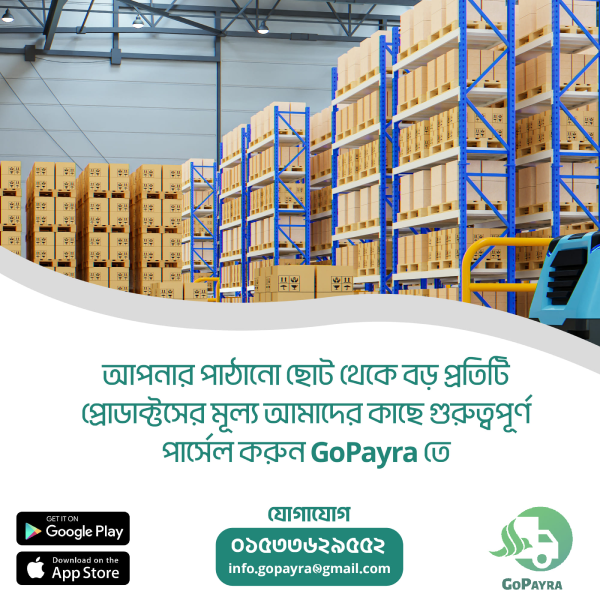 আপনার পাঠানো ছোট থেকে বড় প্রতিটি
প্রোডাক্টসের মূল্য আমাদের কাছে গুরুত্বপূর্ণ
পার্সেল করুন GoPayra তে
যোগাযোগ
০১৫৩৩৬২৯৫৫২
info.gopayra@gmail.com
GET IT ON
Google Play
Download on the
App Store
GOPAYRA